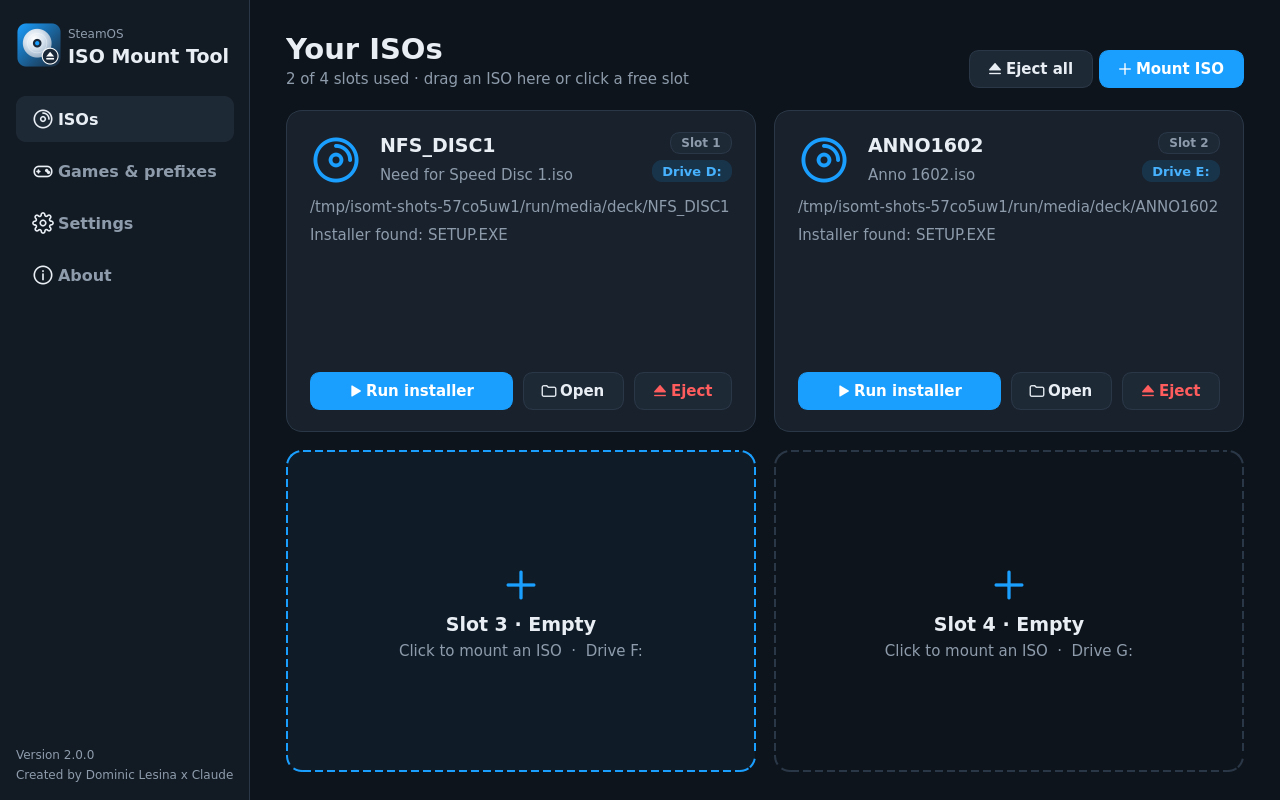 SteamOS
ISO Mount Tool
ISOs
Games & prefixes
Settings
About
Version 2.0.0
Created by Dominic Lesina x Claude
Your ISOs
2 of 4 slots used · drag an ISO here or click a free slot
Eject all
Mount ISO
NFS_DISC1
Slot 1
Need for Speed Disc 1.iso
Drive D:
/tmp/isomt-shots-57co5uw1/run/media/deck/NFS_DISC1
Installer found: SETUP.EXE
Run installer
Open
Eject
ANNO1602
Slot 2
Anno 1602.iso
Drive E:
/tmp/isomt-shots-57co5uw1/run/media/deck/ANNO1602
Installer found: SETUP.EXE
Run installer
Open
Eject
Slot 3 · Empty
Click to mount an ISO · Drive F:
Slot 4 · Empty
Click to mount an ISO · Drive G: